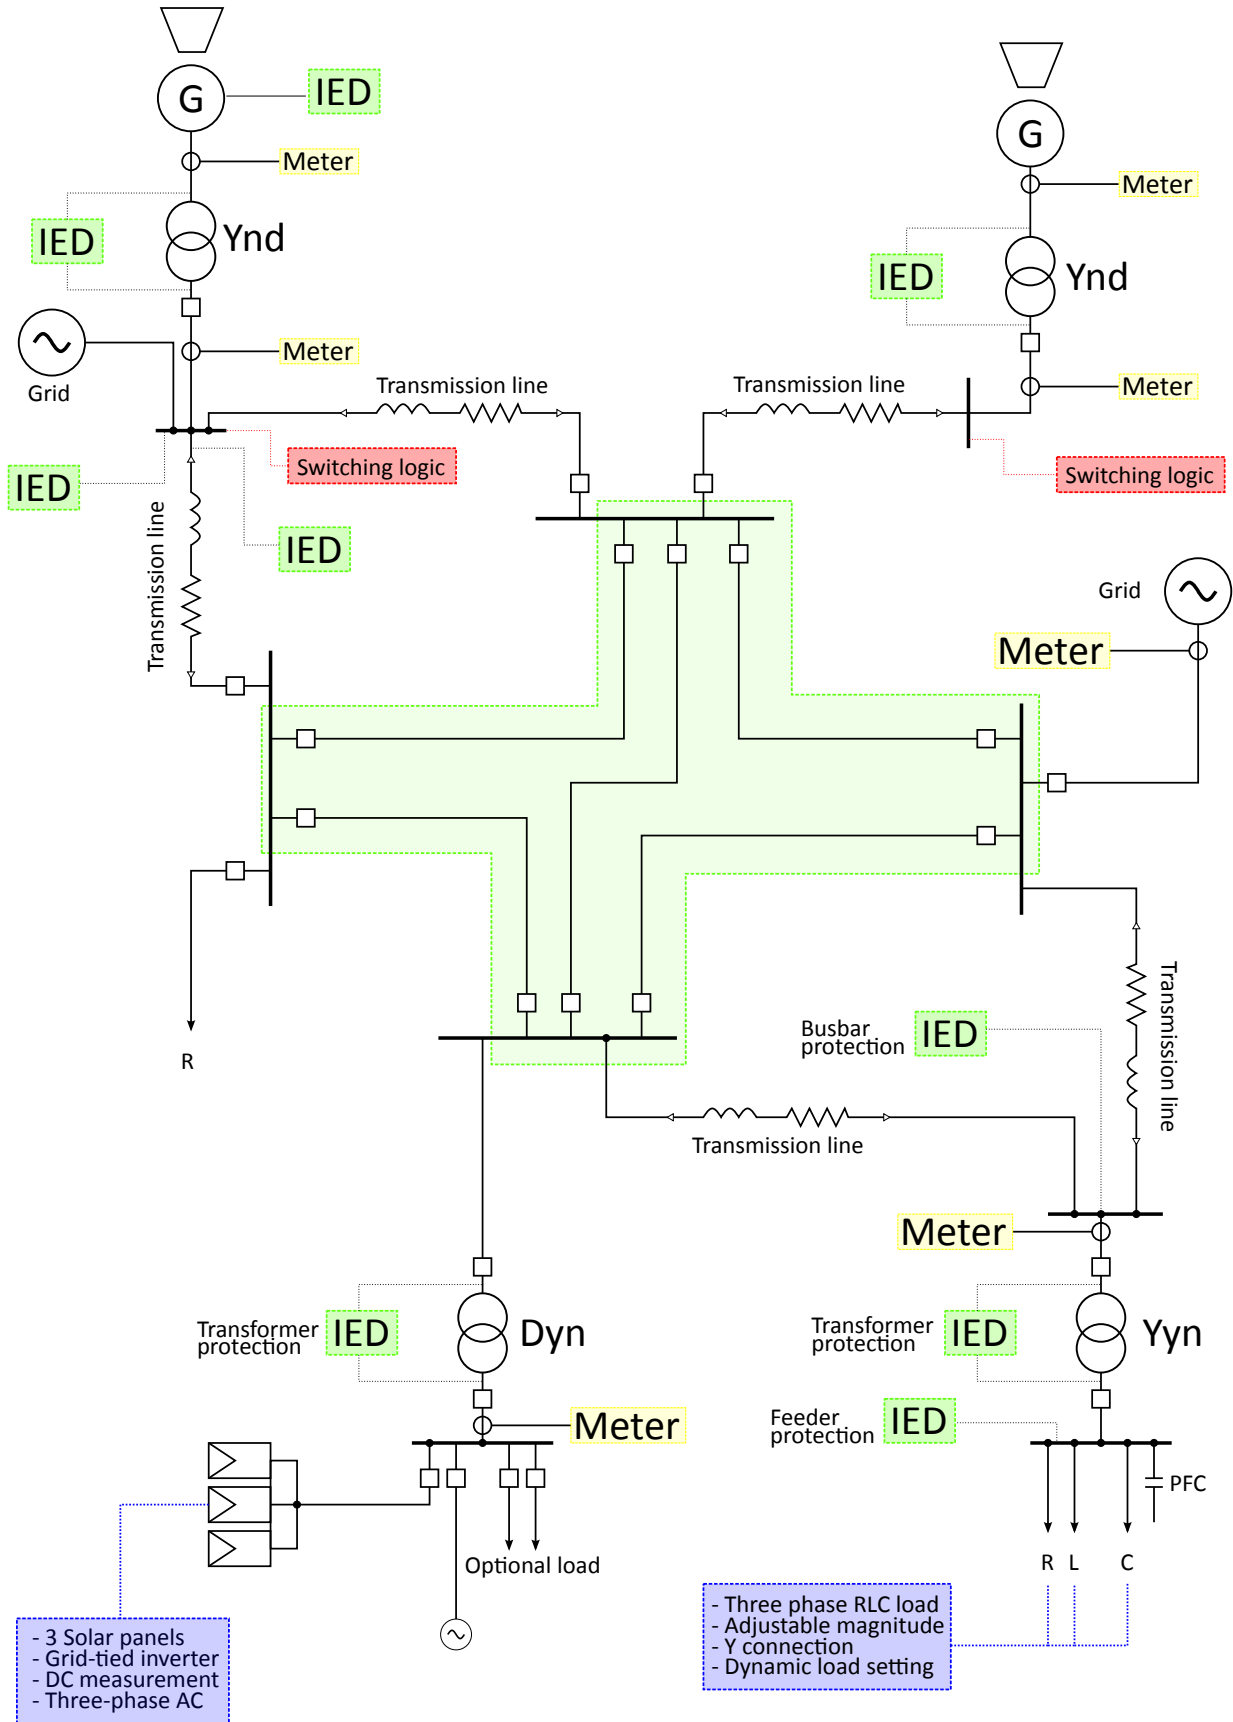 G
IED
G
Meter
Meter
IED
Ynd
IED
Ynd
Grid
Meter
Meter
Transmission line
Transmission line
Switching logic
Switching logic
IED
IED
Transmission line
Grid
Meter
R
Transmission line
Busbar
protection
IED
Transmission line
Meter
Transformer
protection
IED
Dyn
Transformer
protection
IED
Yyn
Meter
Feeder
protection
IED
PFC
Optional load
R
L
C
- 3 Solar panels
- Grid-tied inverter
- DC measurement
- Three-phase AC
- Three phase RLC load
- Adjustable magnitude
- Y connection
- Dynamic load setting